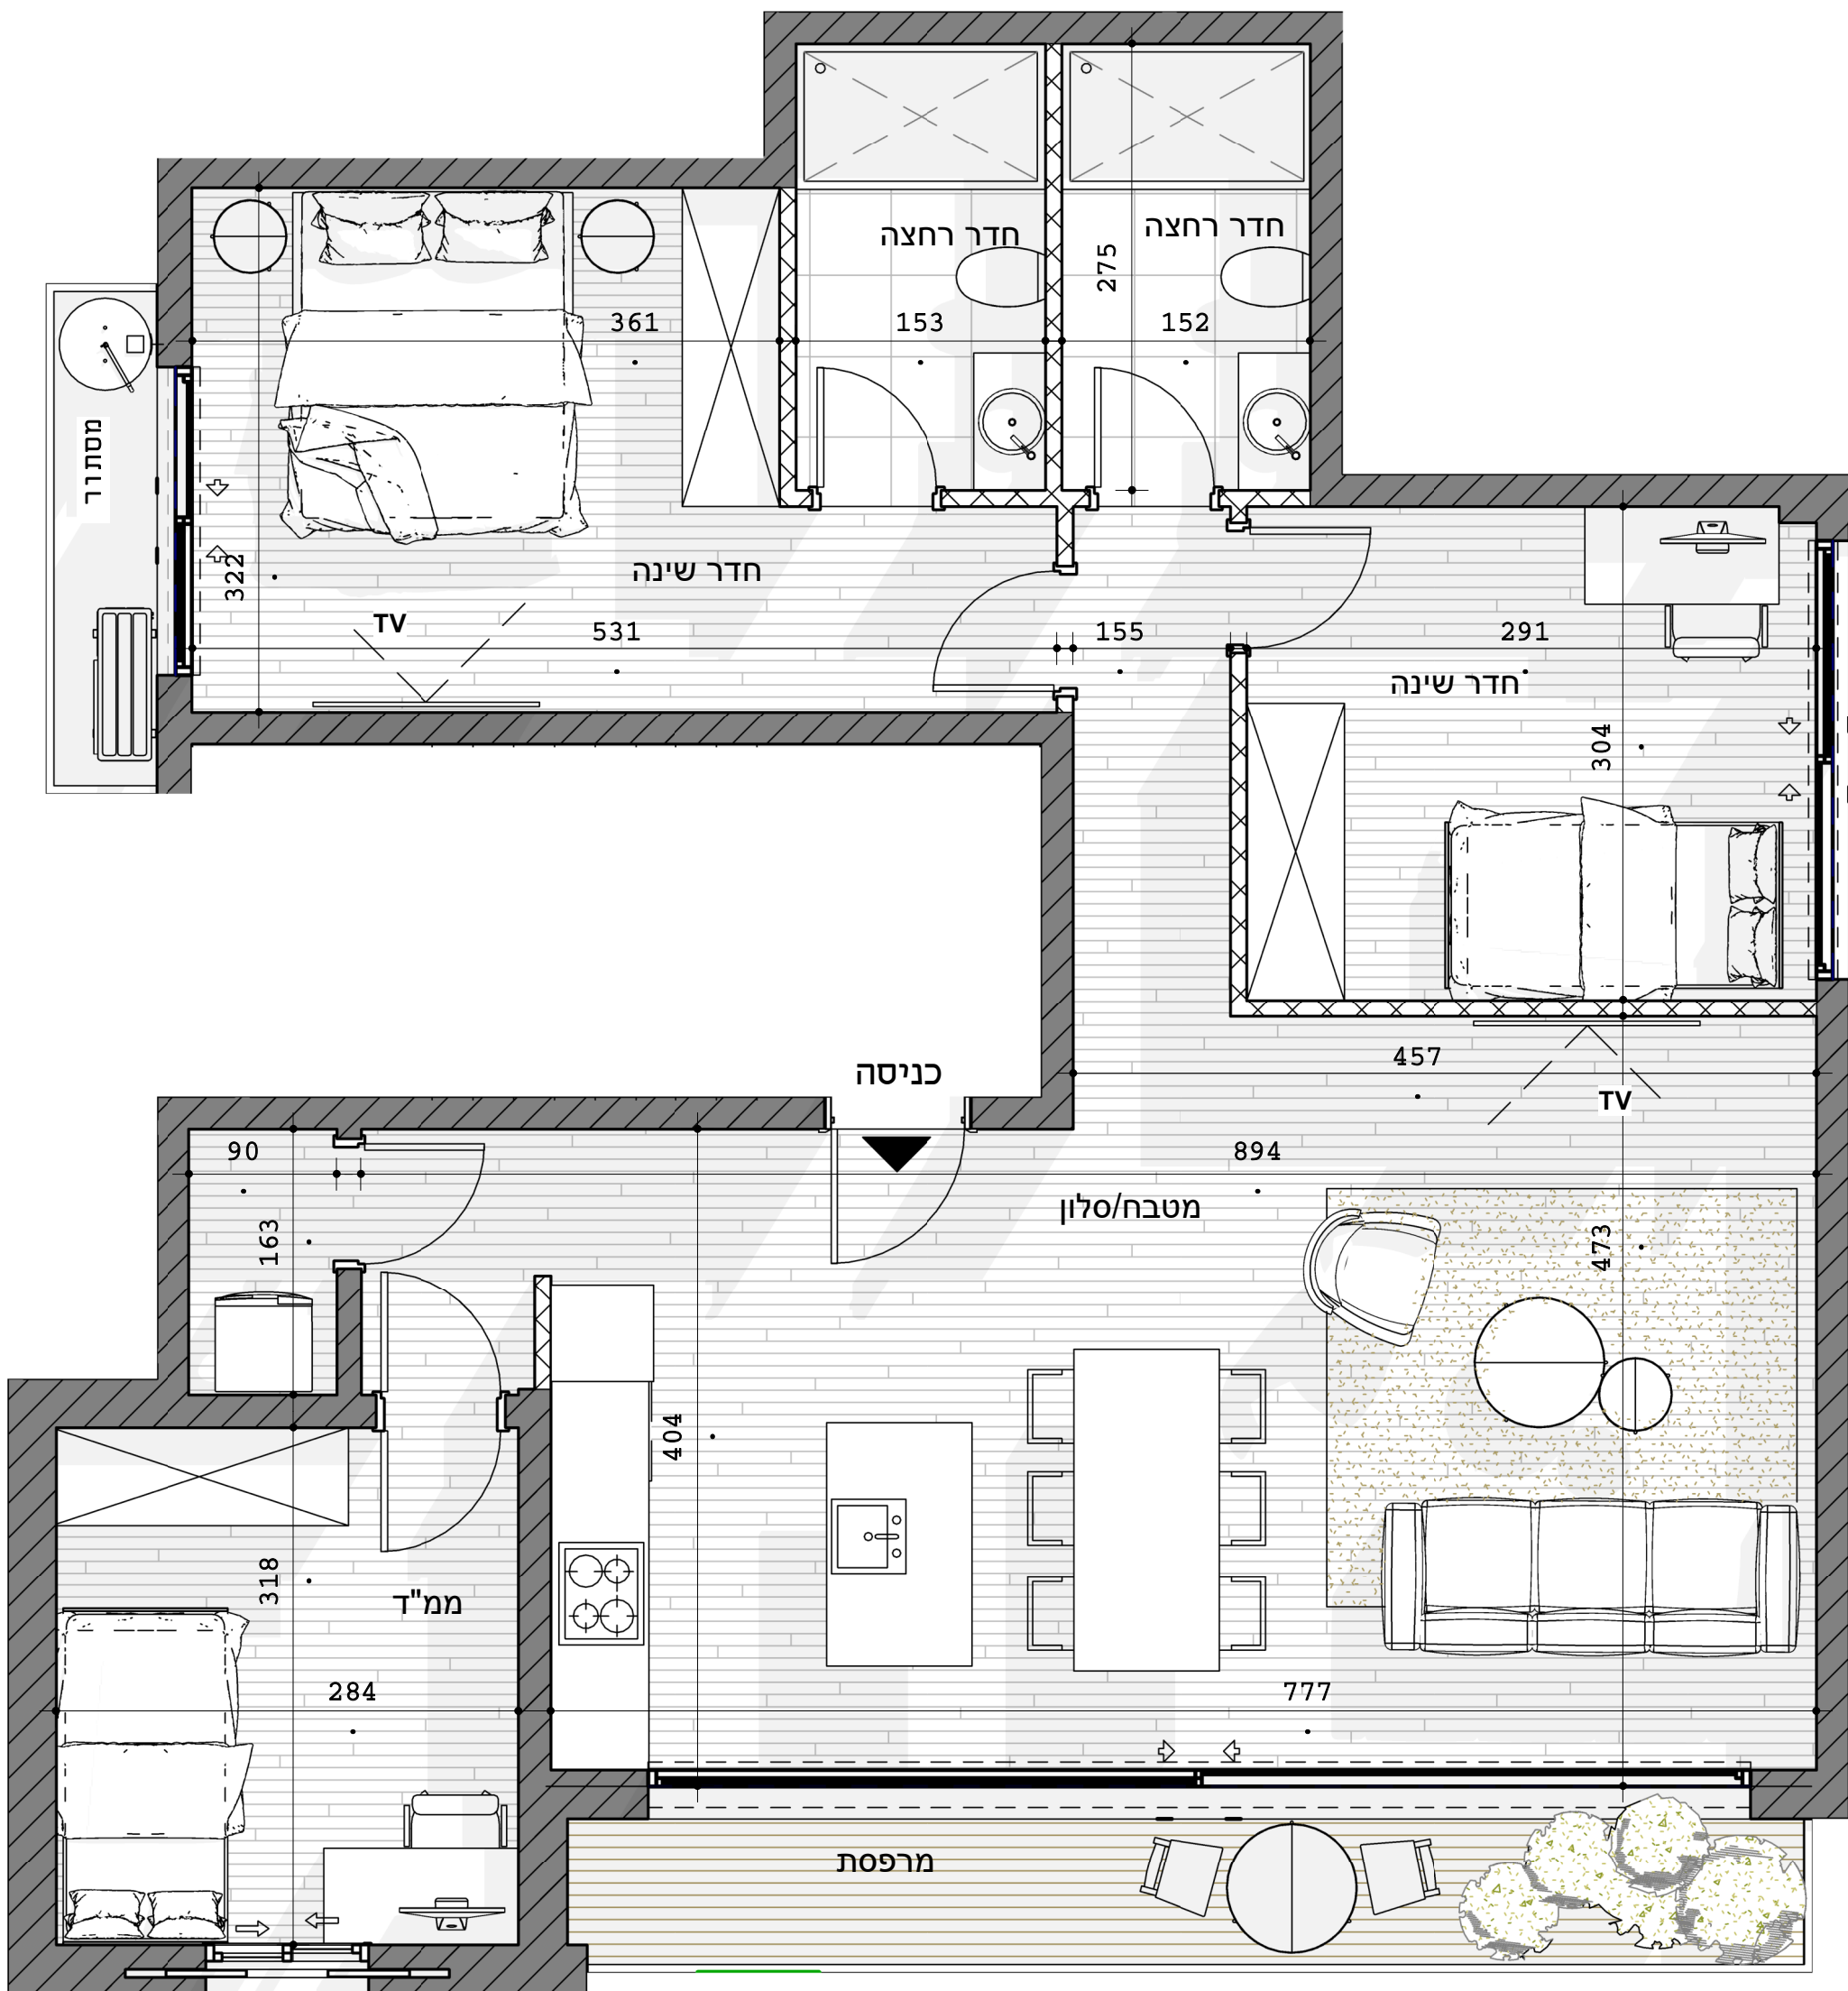 חדר רחצה
חדר רחצה
275
361
153
152
מסתור
322
חדר שינה
TV
531
155
291
חדר שינה
304
כניסה
457
TV
90
894
מטבח/סלון
163
473
404
318
ממ"ד
284
777
מרפסת